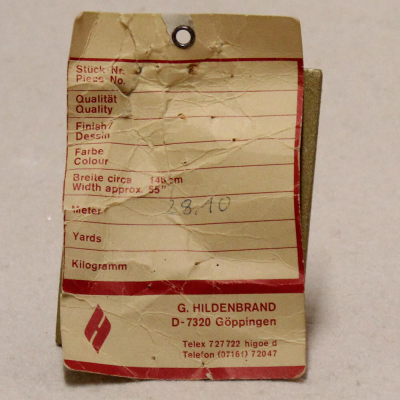 Stück Nr.
Piece No.
Qualität
Quality
Finish/
Dessin
Farbe
Colour
Breite circa 140 cm
Width approx. 55"
Meter 28.10
Yards
Kilogramm
G. HILDENBRAND
D-7320 Göppingen
Telex 727722 higoe d
Telefon (07161) 72047